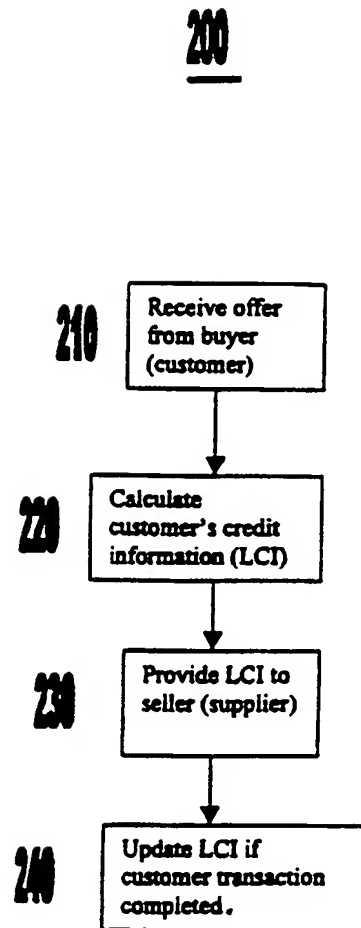 200
210
Receive offer
from buyer
(customer)
220
Calculate
customer's credit
information (LCI)
230
Provide LCI to
seller (supplier)
240
Update LCI if
customer transaction
completed.